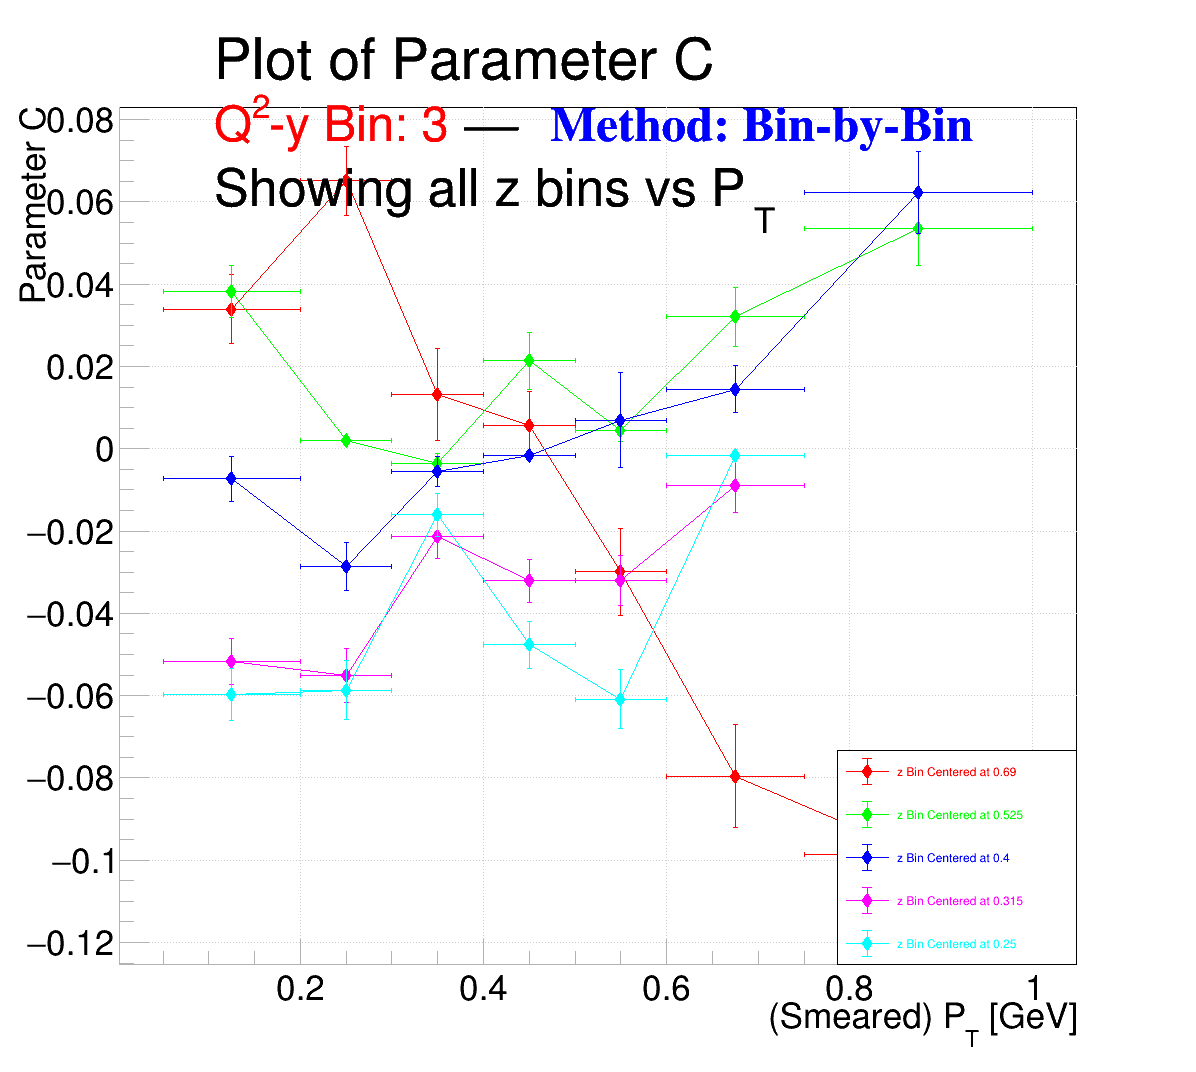 Plot of Parameter C
Q²-y Bin: 3 — Method: Bin-by-Bin
Showing all z bins vs P_T
Parameter C
0.08
0.06
0.04
0.02
0
−0.02
−0.04
−0.06
−0.08
−0.1
−0.12
z Bin Centered at 0.69
z Bin Centered at 0.525
z Bin Centered at 0.4
z Bin Centered at 0.315
z Bin Centered at 0.25
0.2 0.4 0.6 0.8 1
(Smeared) P_T [GeV]